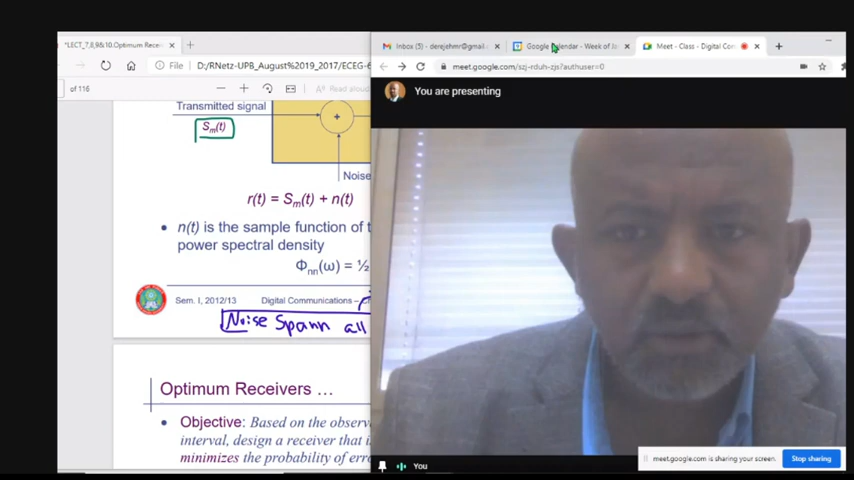 *LECT_7,8,9&10.Optimum Recei
File
D:/RNetz-UPB_August%2019_2017/ECEG-6
of 116
Read aloud
Transmitted signal
Sm(t)
+
Noise
r(t) = Sm(t) + n(t)
• n(t) is the sample function of t
power spectral density
Φnn(ω) = ½
Sem. I, 2012/13
Digital Communications –
Noise Spann all
Optimum Receivers …
• Objective: Based on the obser
interval, design a receiver that
minimizes the probability of erro
Inbox (5) - derejehmr@gmail.
Google Calendar - Week of Ja
Meet - Class - Digital Com
meet.google.com/szj-rduh-zjs?authuser=0
You are presenting
You
meet.google.com is sharing your screen.
Stop sharing